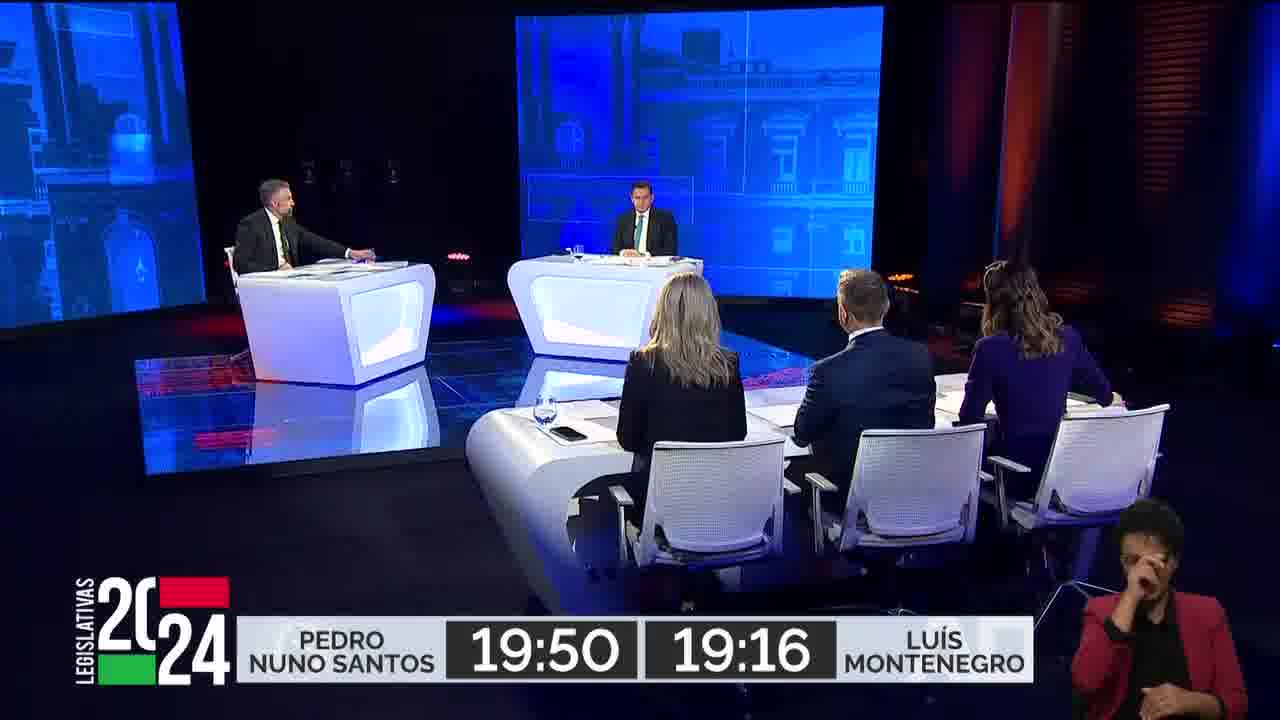 LEGISLATIVAS
2024
PEDRO
NUNO SANTOS
19:50
19:16
LUÍS
MONTENEGRO